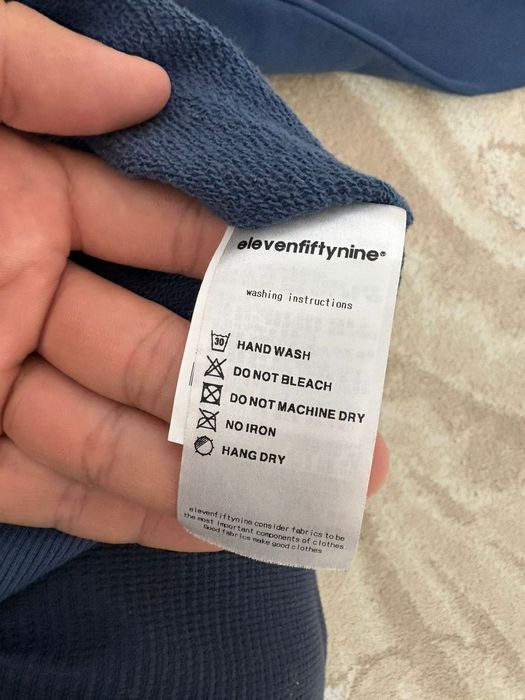 elevenfiftynine®
washing instructions
30 HAND WASH
DO NOT BLEACH
DO NOT MACHINE DRY
NO IRON
HANG DRY
elevenfiftynine consider fabrics to be
the most important components of clothes.
Good fabrics make good clothes